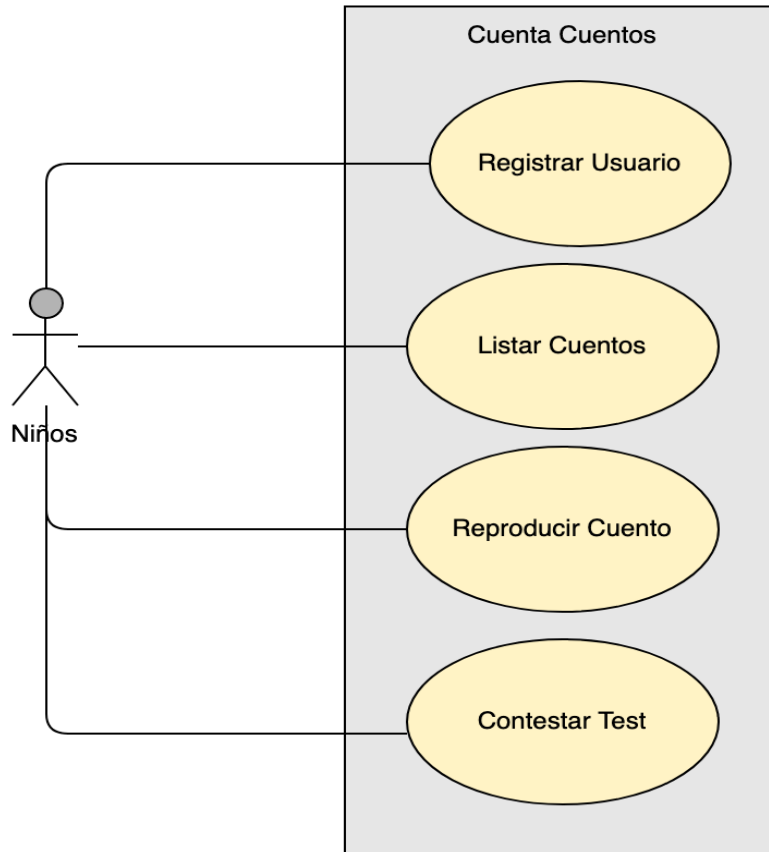 Cuenta Cuentos
Registrar Usuario
Listar Cuentos
Niños
Reproducir Cuento
Contestar Test